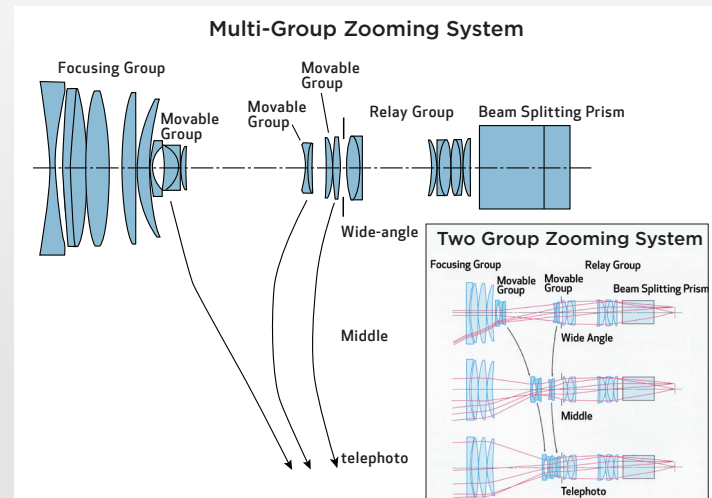 Multi-Group Zooming System
Focusing Group
Movable
Group
Movable
Group
Movable
Group
Relay Group
Beam Splitting Prism
Wide-angle
Middle
telephoto
Two Group Zooming System
Focusing Group
Movable
Group
Movable
Group
Relay Group
Beam Splitting Prism
Wide Angle
Middle
Telephoto